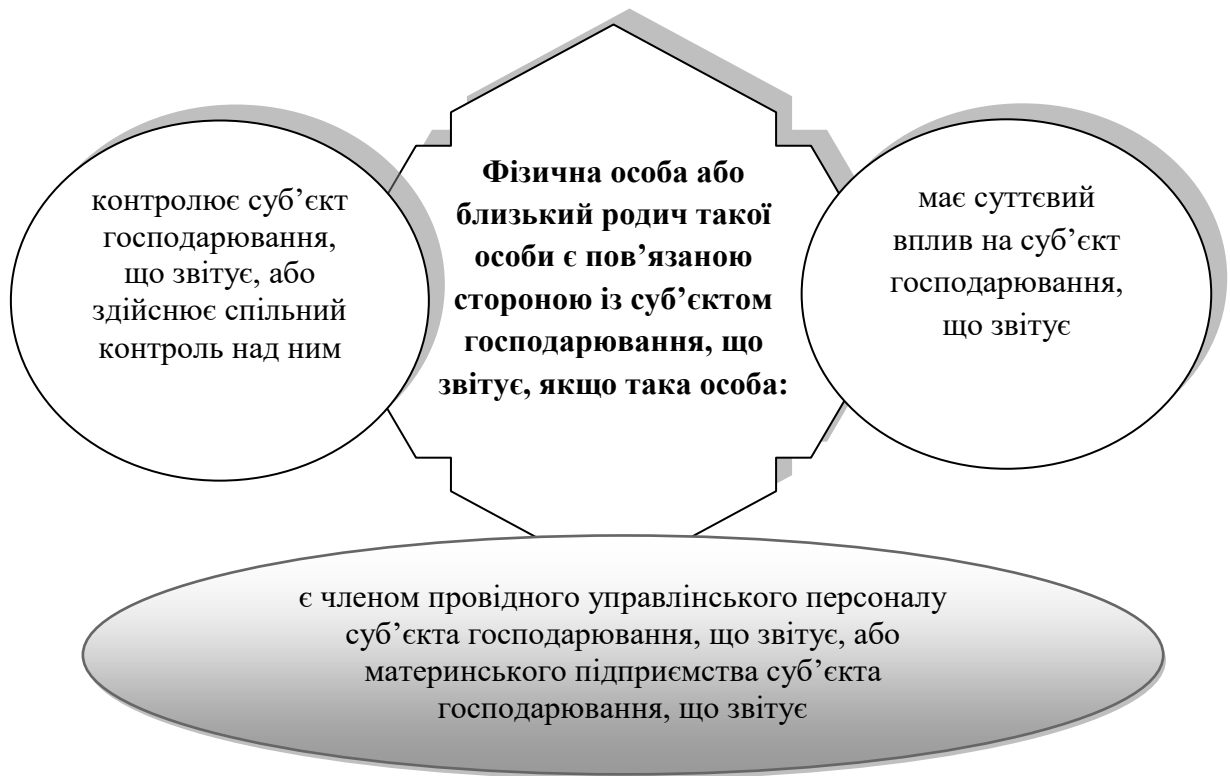 Фізична особа або
близький родич такої
особи є пов’язаною
стороною із суб’єктом
господарювання, що
звітує, якщо така особа:
контролює суб’єкт
господарювання,
що звітує, або
здійснює спільний
контроль над ним
має суттєвий
вплив на суб’єкт
господарювання,
що звітує
є членом провідного управлінського персоналу
суб’єкта господарювання, що звітує, або
материнського підприємства суб’єкта
господарювання, що звітує